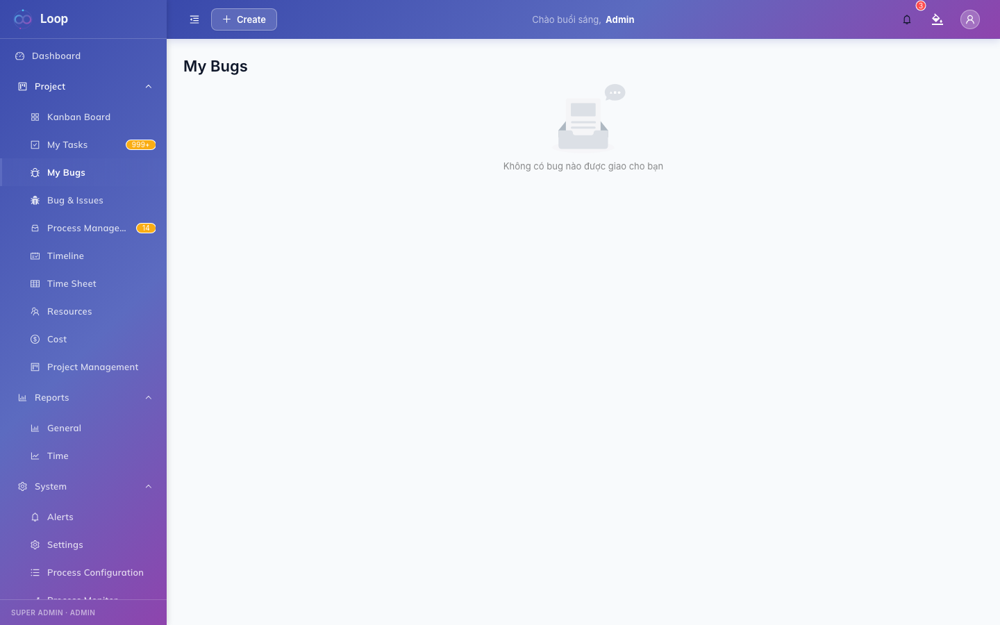 Loop
Create
Chào buổi sáng, Admin
3
Dashboard
Project
Kanban Board
My Tasks 999+
My Bugs
Bug & Issues
Process Manage... 14
Timeline
Time Sheet
Resources
Cost
Project Management
Reports
General
Time
System
Alerts
Settings
Process Configuration
Process Monitor
SUPER ADMIN · ADMIN
My Bugs
Không có bug nào được giao cho bạn